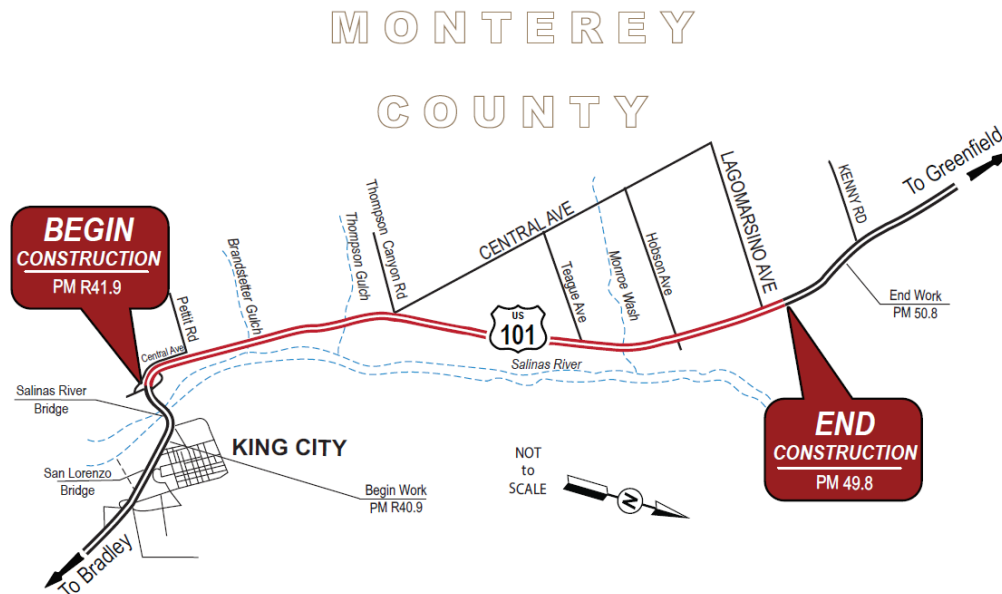 MONTEREY
COUNTY
BEGIN
CONSTRUCTION
PM R41.9
Pettit Rd
Central Ave
Brandstetter Gulch
Thompson Gulch
Thompson Canyon Rd
CENTRAL AVE
Teague Ave
Monroe Wash
Hobson Ave
LAGOMARSINO AVE
KENNY RD
To Greenfield
End Work
PM 50.8
US
101
Salinas River
Salinas River
Bridge
KING CITY
San Lorenzo
Bridge
Begin Work
PM R40.9
To Bradley
NOT
to
SCALE
N
END
CONSTRUCTION
PM 49.8